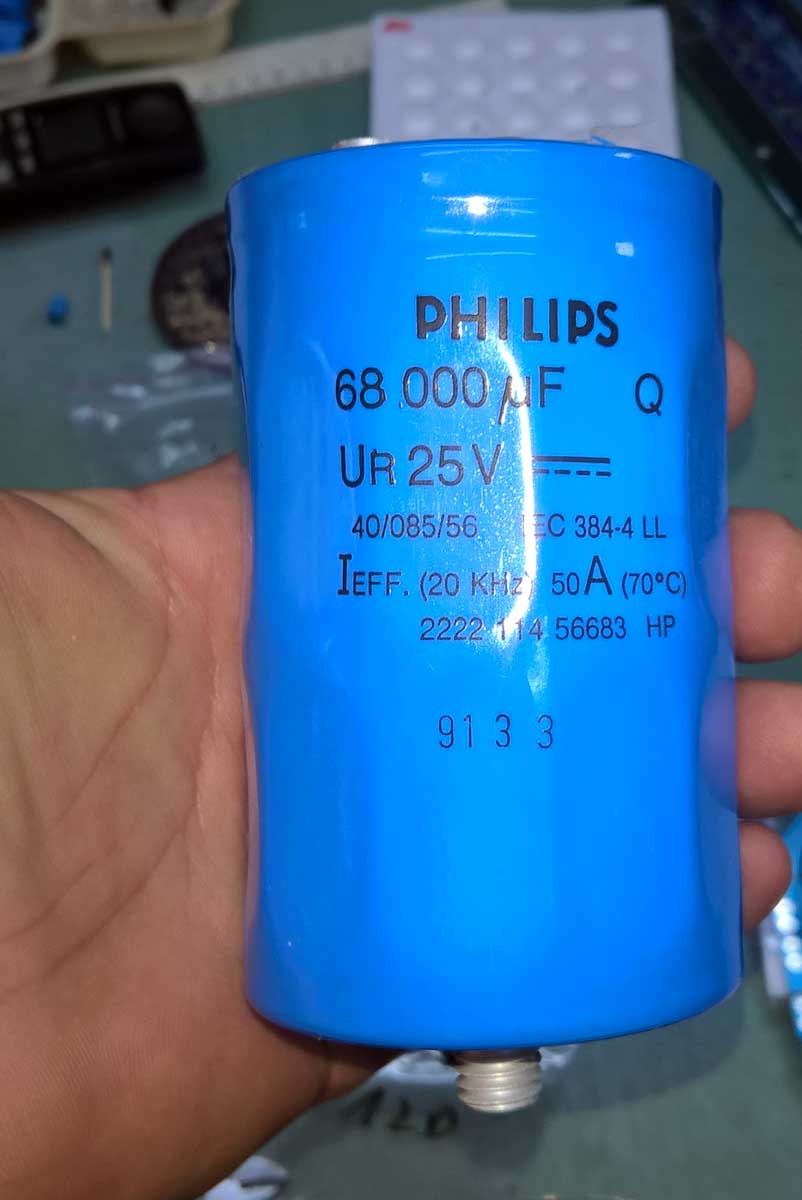 PHILIPS
68 000 µF Q
UR 25 V
40/085/56 IEC 384-4 LL
IEFF. (20 KHz) 50A (70°C)
2222 114 56683 HP
91 3 3
120